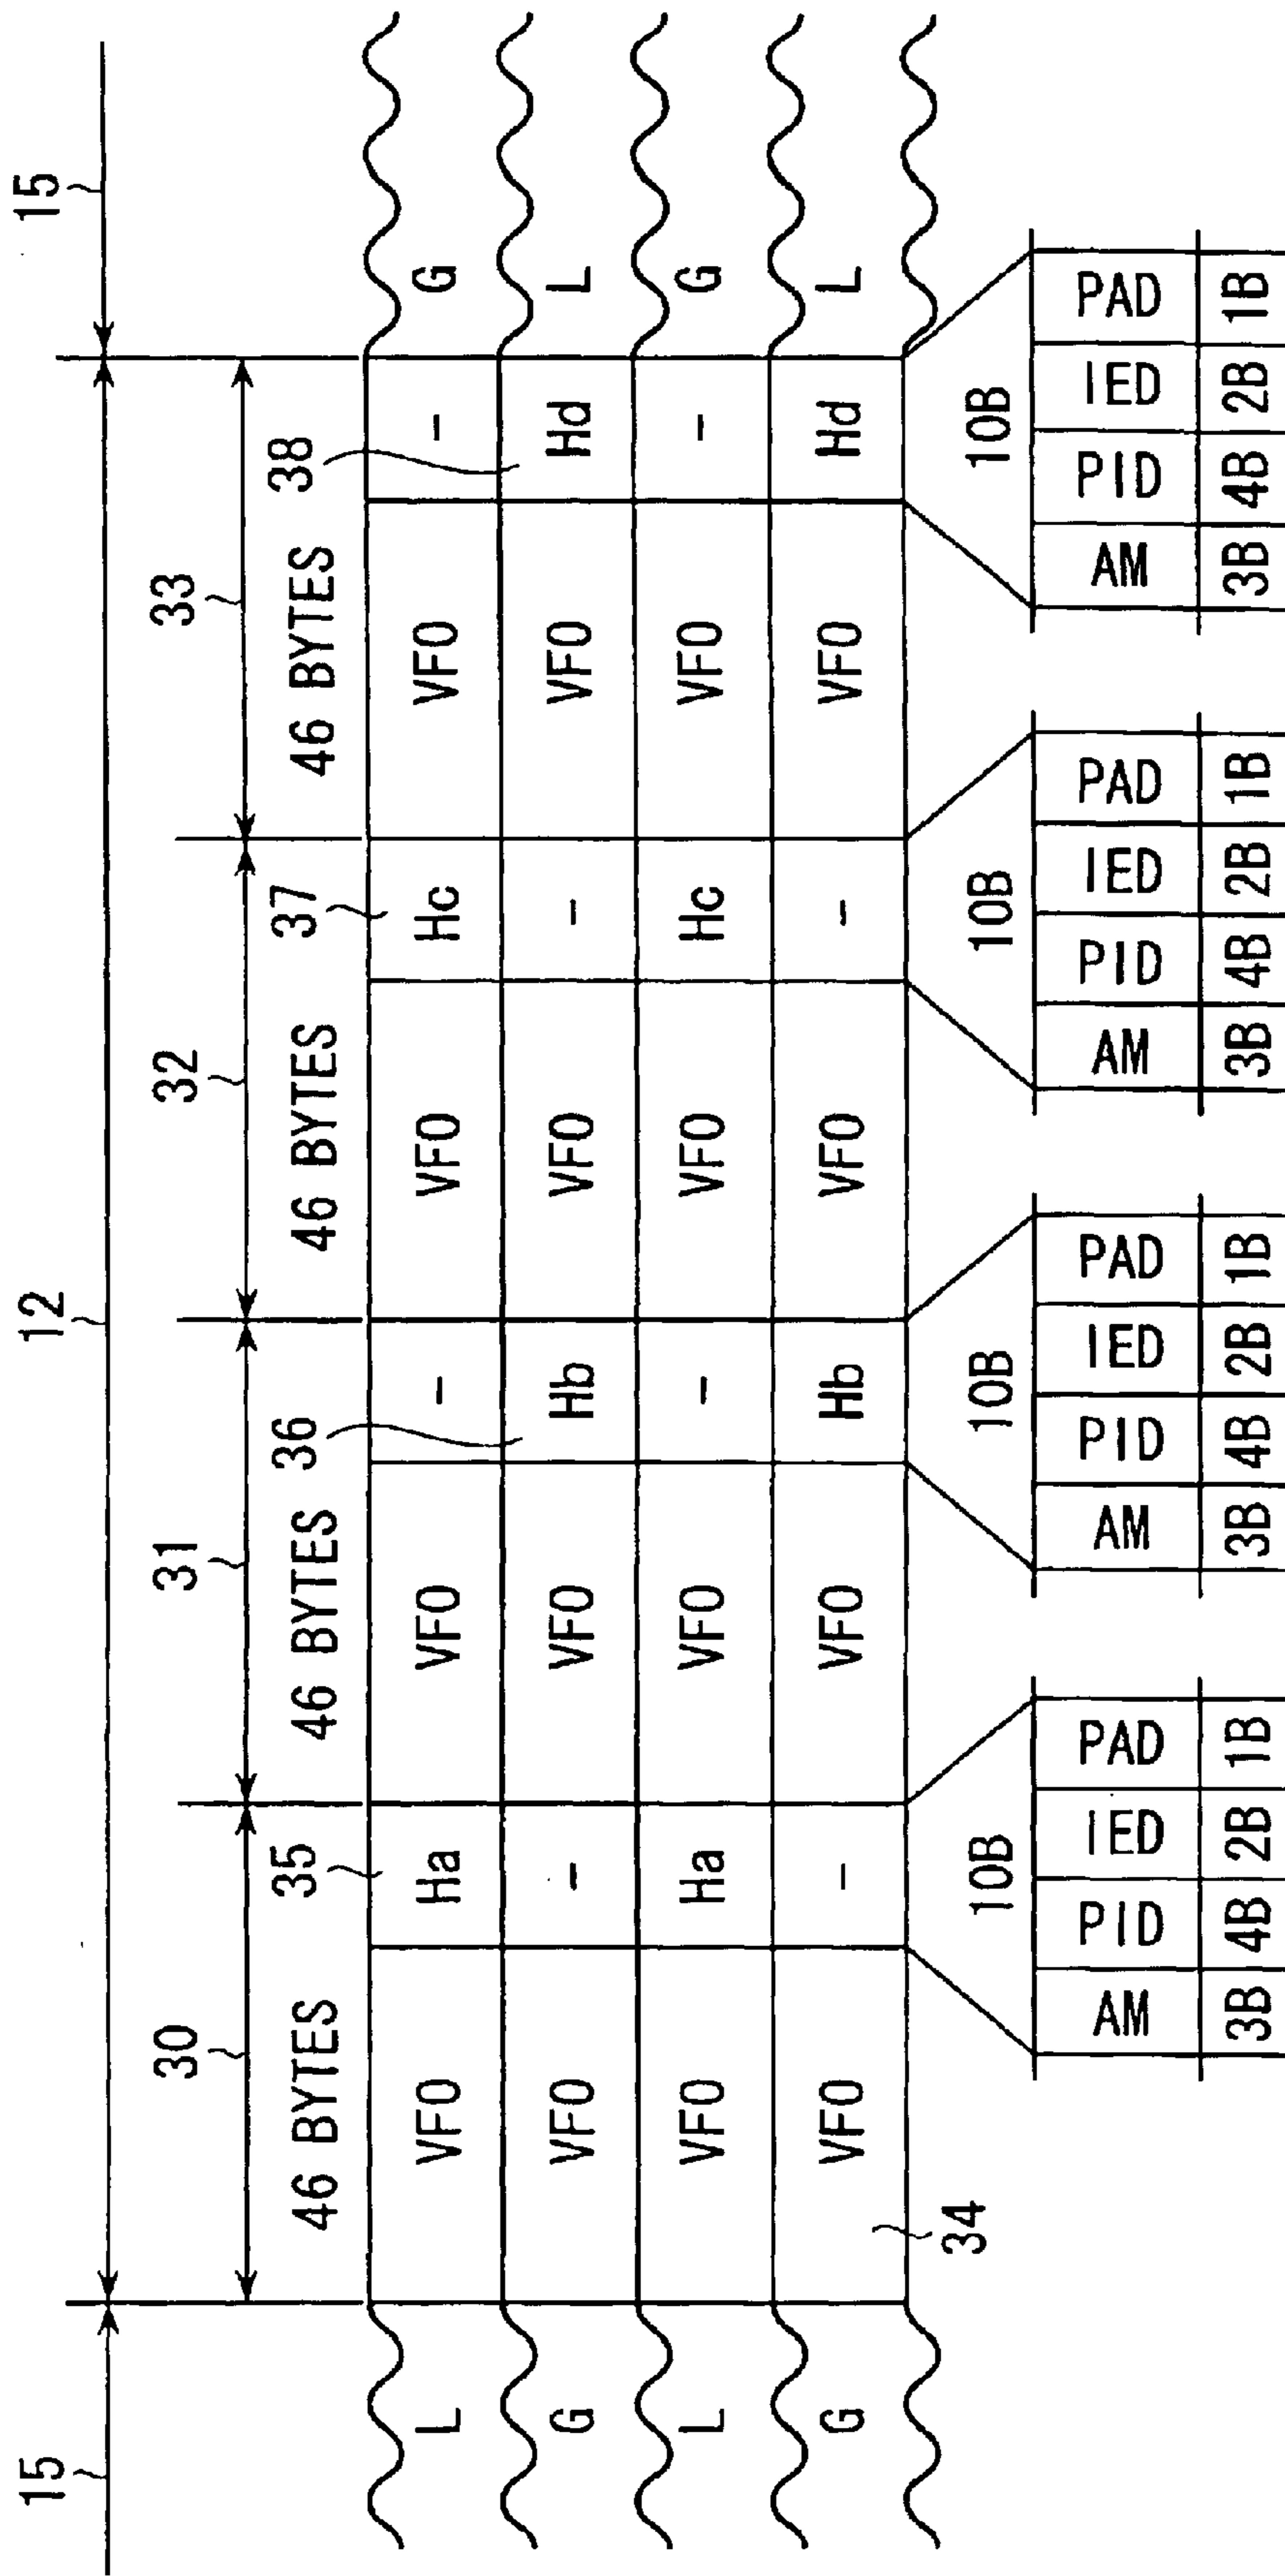 15 12 15
30 31 32 33
46 BYTES 46 BYTES 46 BYTES 46 BYTES
35 36 37 38
L VFO Ha VFO - VFO Hc VFO - G
G VFO - VFO Hb VFO - VFO Hd L
L VFO Ha VFO - VFO Hc VFO - G
G VFO - VFO Hb VFO - VFO Hd L
34
10B 10B 10B 10B
AM PID IED PAD AM PID IED PAD AM PID IED PAD AM PID IED PAD
3B 4B 2B 1B 3B 4B 2B 1B 3B 4B 2B 1B 3B 4B 2B 1B